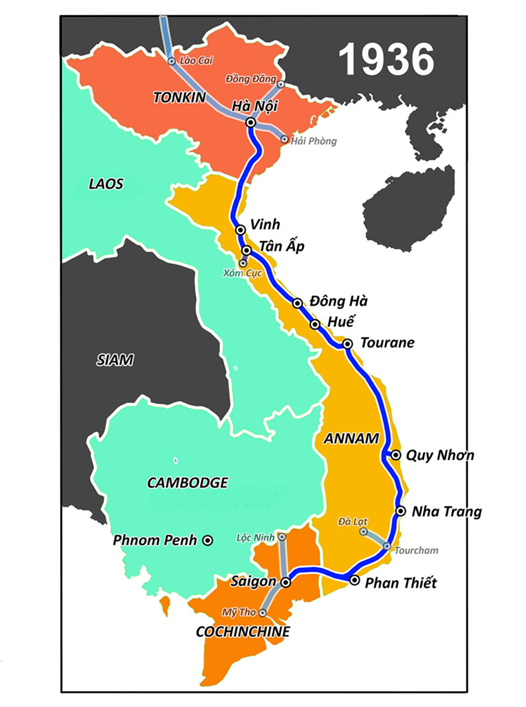 1936
Lào Cai
Đồng Đăng
TONKIN
Hà Nội
Hải Phòng
LAOS
Vinh
Tân Ấp
Xóm Cục
Đông Hà
Huế
Tourane
SIAM
ANNAM
Quy Nhơn
CAMBODGE
Nha Trang
Đà Lạt
Lộc Ninh
Phnom Penh
Tourcham
Saigon
Phan Thiết
Mỹ Tho
COCHINCHINE